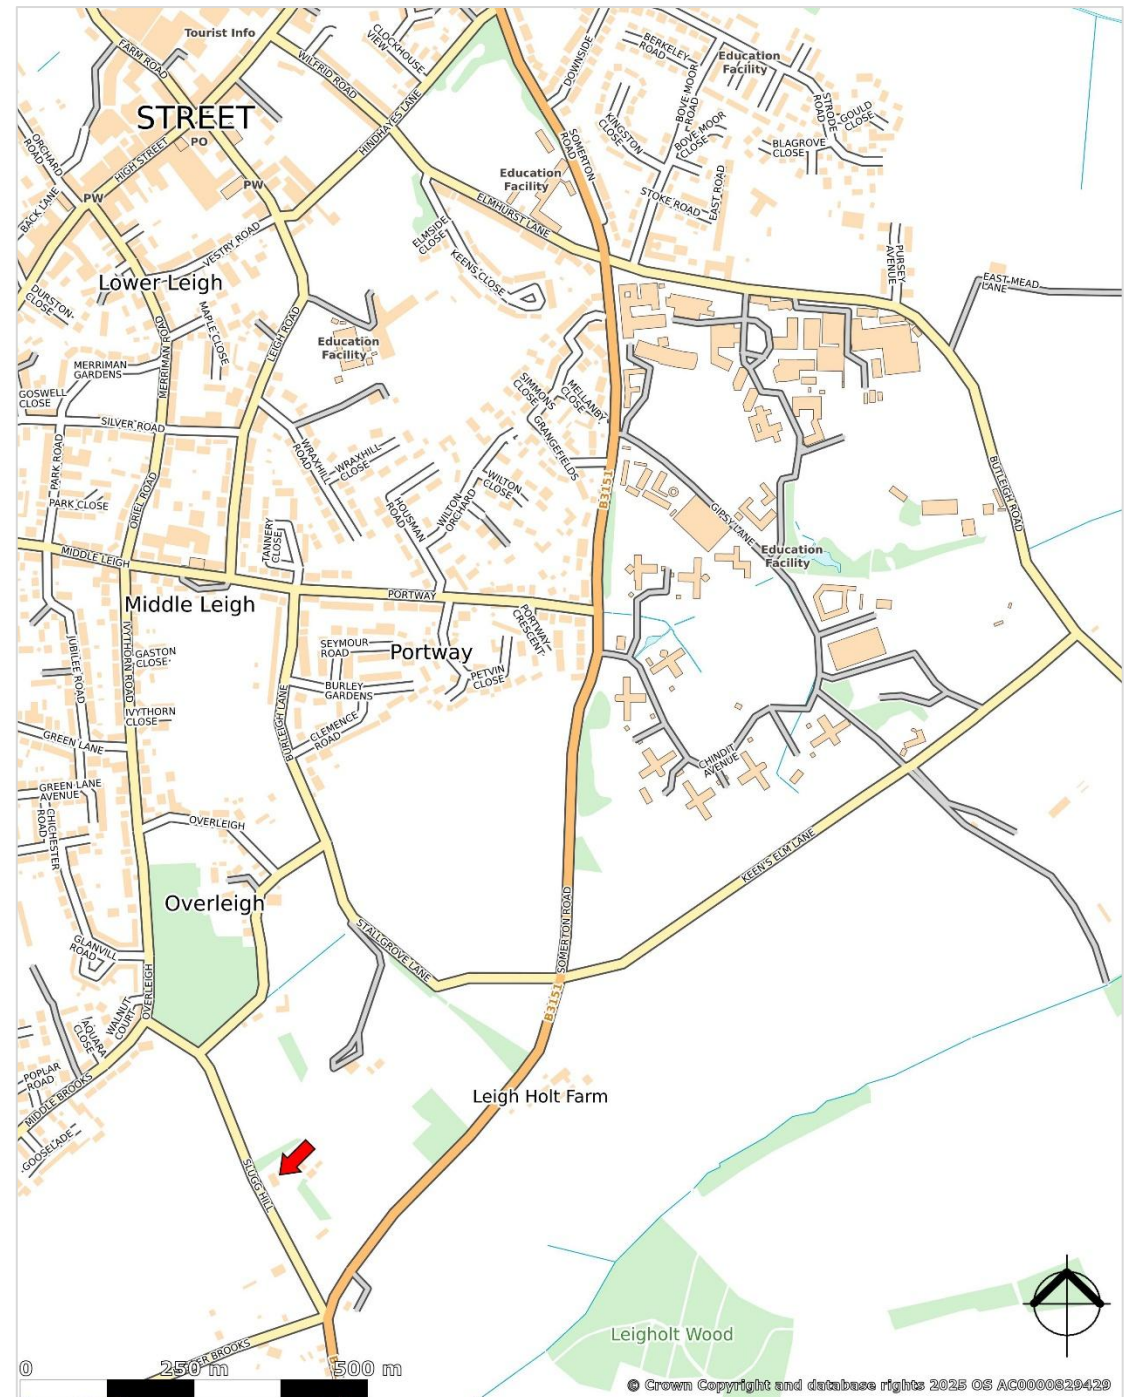 Tourist Info
FARM ROAD
CLOCKHOUSE
VIEW
WILFRID ROAD
DOWNSIDE
BERKELEY
ROAD
Education
Facility
STREET
PO
HINDHAYES LANE
BOVE MOOR
ROAD
STRODE
ROAD
GOULD
CLOSE
KINGSTON
CLOSE
BOVE MOOR
CLOSE
BLAGROVE
CLOSE
ORCHARD
ROAD
HIGH STREET
SOMERTON
ROAD
BACK LANE
PW
PW
Education
Facility
STOKE ROAD
EAST ROAD
ELMHURST LANE
VESTRY ROAD
ELMSIDE
CLOSE
KEENS CLOSE
PURSEY
AVENUE
EAST MEAD
LANE
Lower Leigh
DURSTON
CLOSE
MAPLE CLOSE
LEIGH ROAD
Education
Facility
MERRIMAN ROAD
MERRIMAN
GARDENS
GOSWELL
CLOSE
SIMMONS
CLOSE
MELLANBY
CLOSE
GRANGEFIELDS
SILVER ROAD
PARK ROAD
WRAXHILL
ROAD
WRAXHILL
CLOSE
WILTON
CLOSE
B3151
BUTLEIGH ROAD
PARK CLOSE
ORIEL ROAD
HOUSMAN
ROAD
WILTON
ORCHARD
GIPSY LANE
TANNERY
CLOSE
Education
Facility
MIDDLE LEIGH
Middle Leigh
PORTWAY
PORTWAY
CRESCENT
IVYTHORN ROAD
JUBILEE ROAD
GASTON
CLOSE
SEYMOUR
ROAD
Portway
PETVIN
CLOSE
BURLEY
GARDENS
IVYTHORN
CLOSE
BURLEIGH LANE
CLEMENCE
ROAD
GREEN LANE
CHINDIT
AVENUE
GREEN LANE
AVENUE
CHICHESTER
ROAD
OVERLEIGH
KEEN'S ELM LANE
Overleigh
STALLGROVE LANE
SOMERTON ROAD
GLANVILL
ROAD
OVERLEIGH
WALNUT
COURT
AQUARA
CLOSE
B3151
POPLAR
ROAD
MIDDLE BROOKS
Leigh Holt Farm
GOOSELADE
SLUGG HILL
Leigholt Wood
0
250 m
500 m
© Crown Copyright and database rights 2025 OS AC0000829429